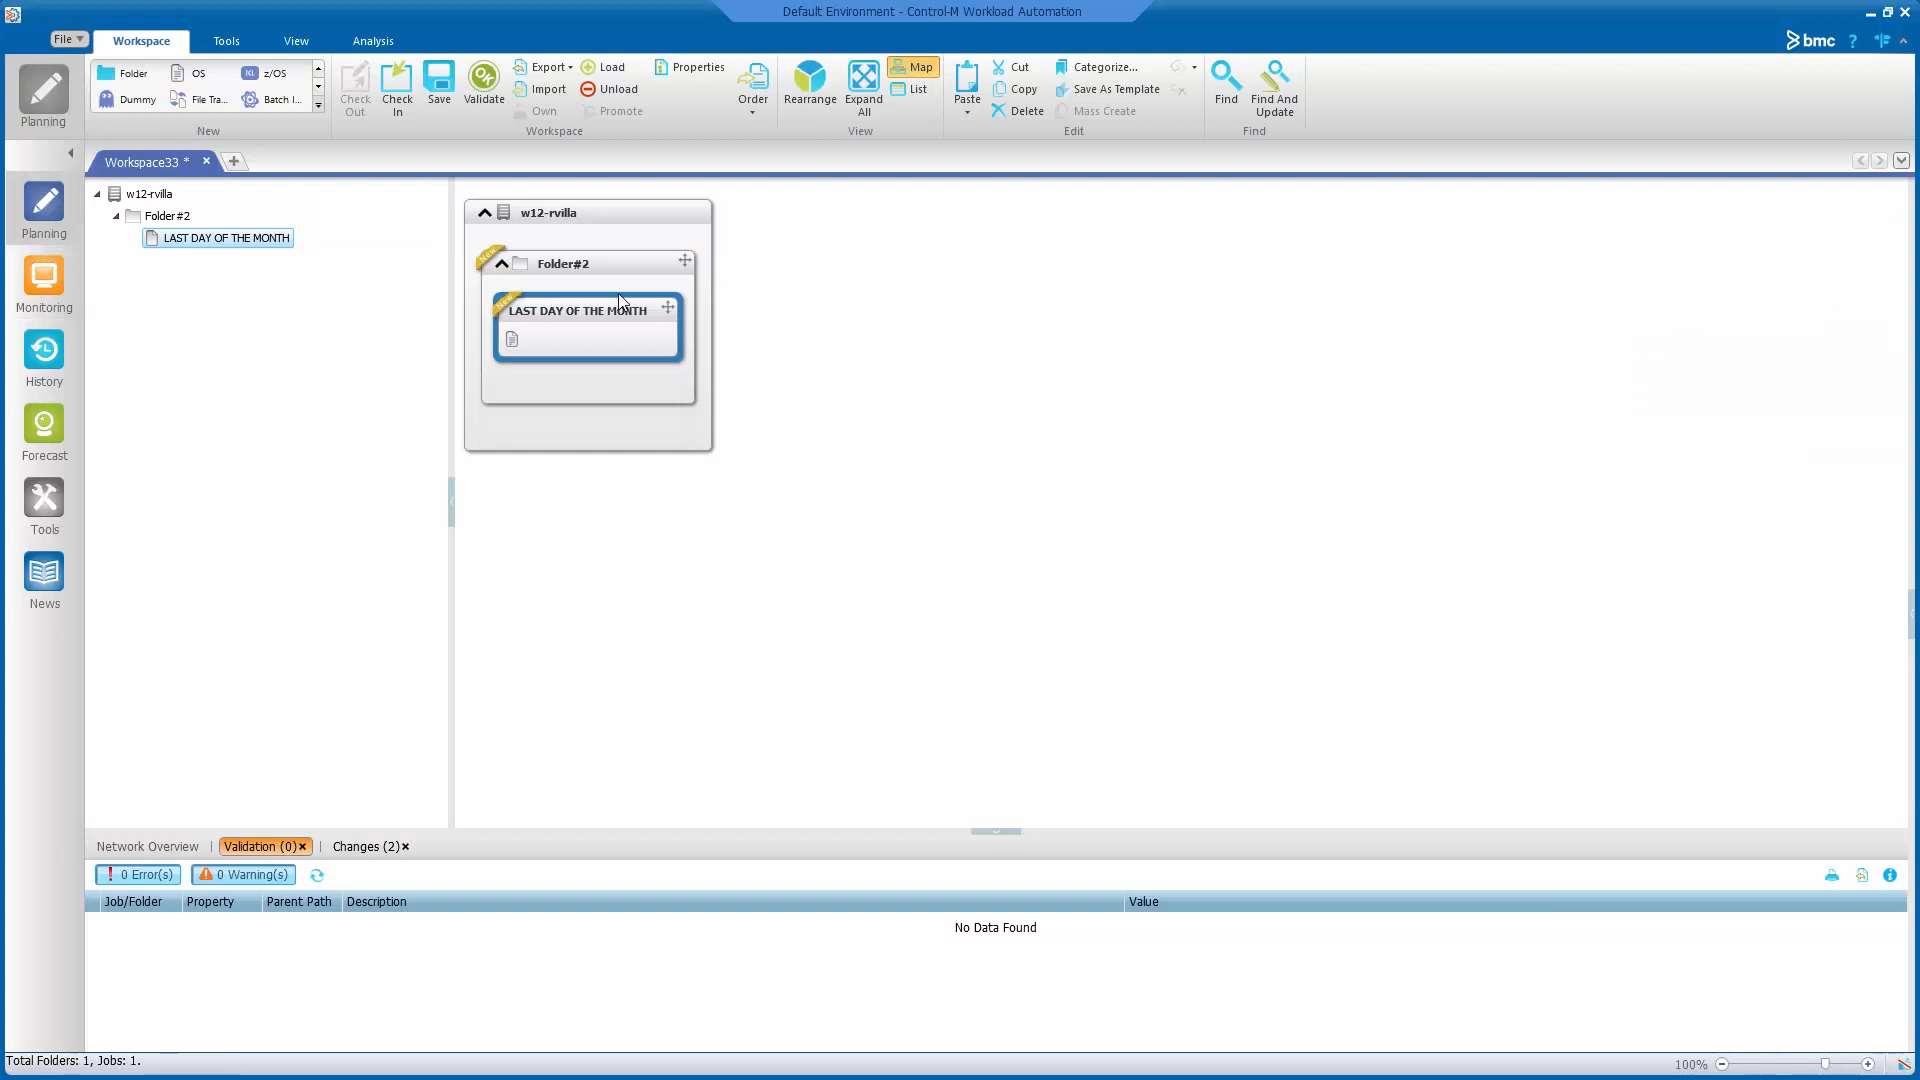 Default Environment - Control-M Workload Automation
File
Workspace
Tools
View
Analysis
bmc
?
Planning
Folder
OS
z/OS
Dummy
File Tra...
Batch I...
New
Check Out
Check In
Save
Validate
Export
Import
Own
Load
Unload
Promote
Properties
Order
Workspace
Rearrange
Expand All
Map
List
View
Paste
Cut
Copy
Delete
Categorize...
Save As Template
Mass Create
Edit
Find
Find And Update
Find
Workspace33 *
w12-rvilla
Folder#2
LAST DAY OF THE MONTH
Planning
Monitoring
History
Forecast
Tools
News
w12-rvilla
New
Folder#2
New
LAST DAY OF THE MONTH
Network Overview
Validation (0)
Changes (2)
0 Error(s)
0 Warning(s)
Job/Folder
Property
Parent Path
Description
Value
No Data Found
Total Folders: 1, Jobs: 1.
100%